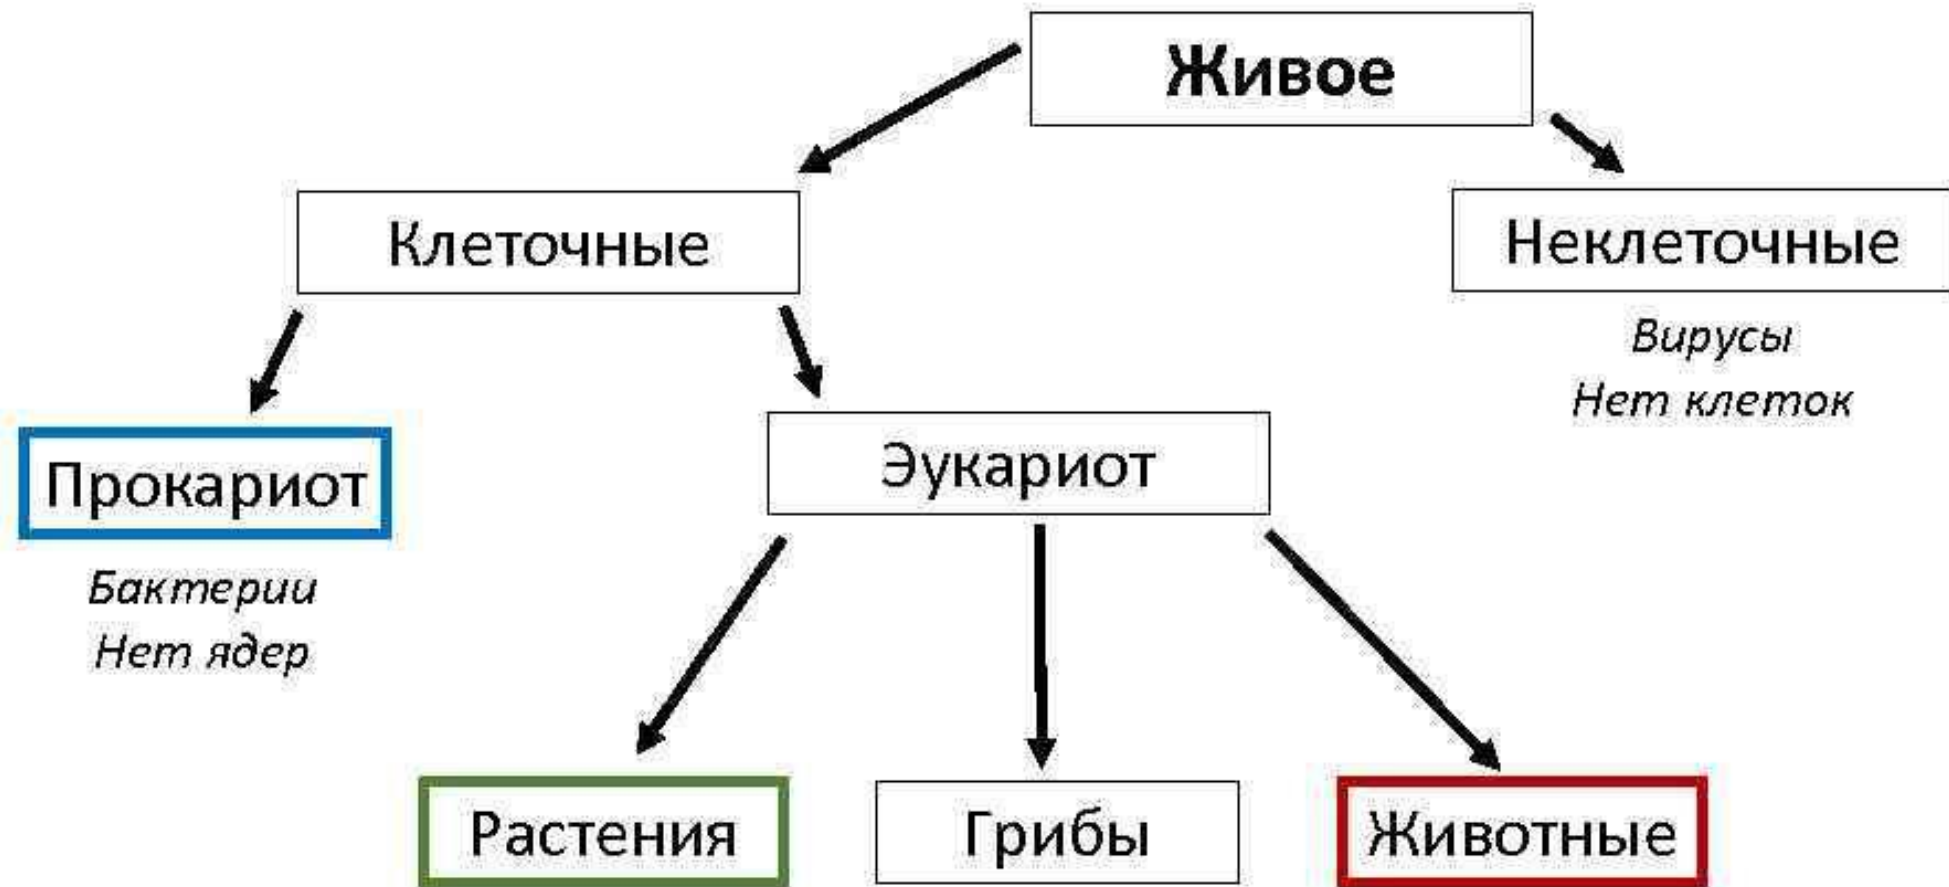 Живое
Клеточные
Неклеточные
Вирусы
Нет клеток
Прокариот
Эукариот
Бактерии
Нет ядер
Растения
Грибы
Животные